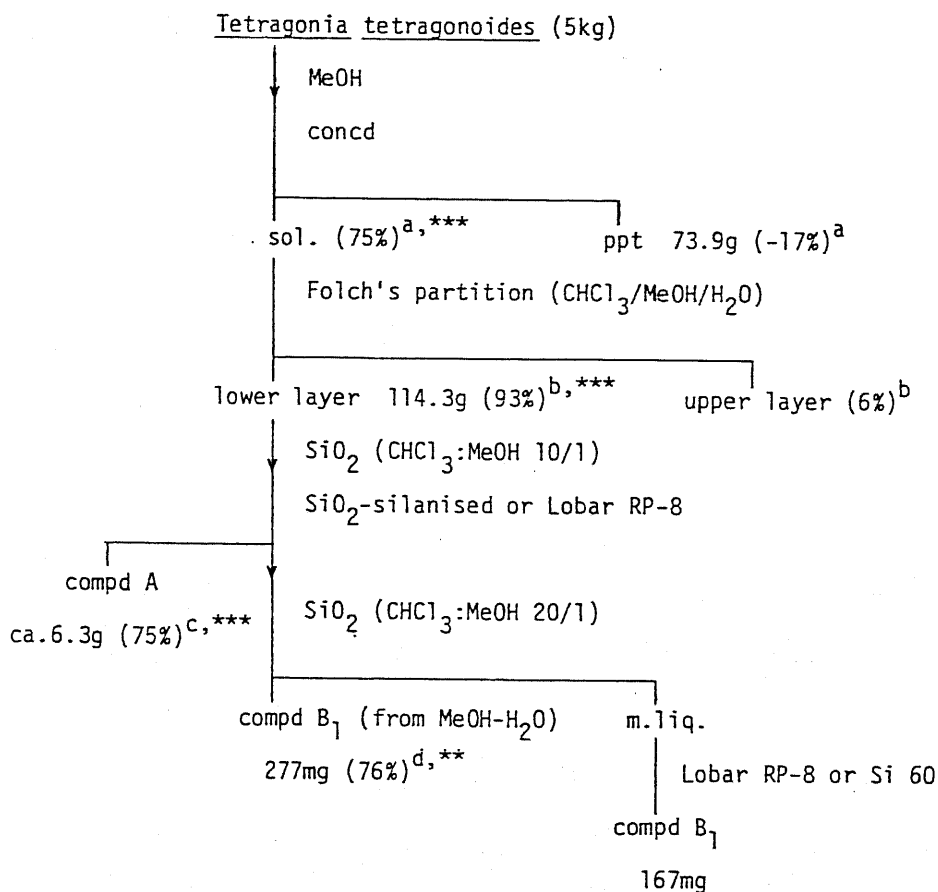 Tetragonia tetragonoides (5kg)
MeOH
concd
sol. (75%)a,*** ppt 73.9g (-17%)a
Folch's partition (CHCl3/MeOH/H2O)
lower layer 114.3g (93%)b,*** upper layer (6%)b
SiO2 (CHCl3:MeOH 10/1)
SiO2-silanised or Lobar RP-8
compd A
ca.6.3g (75%)c,***
SiO2 (CHCl3:MeOH 20/1)
compd B1 (from MeOH-H2O) m.liq.
277mg (76%)d,**
Lobar RP-8 or Si 60
compd B1
167mg